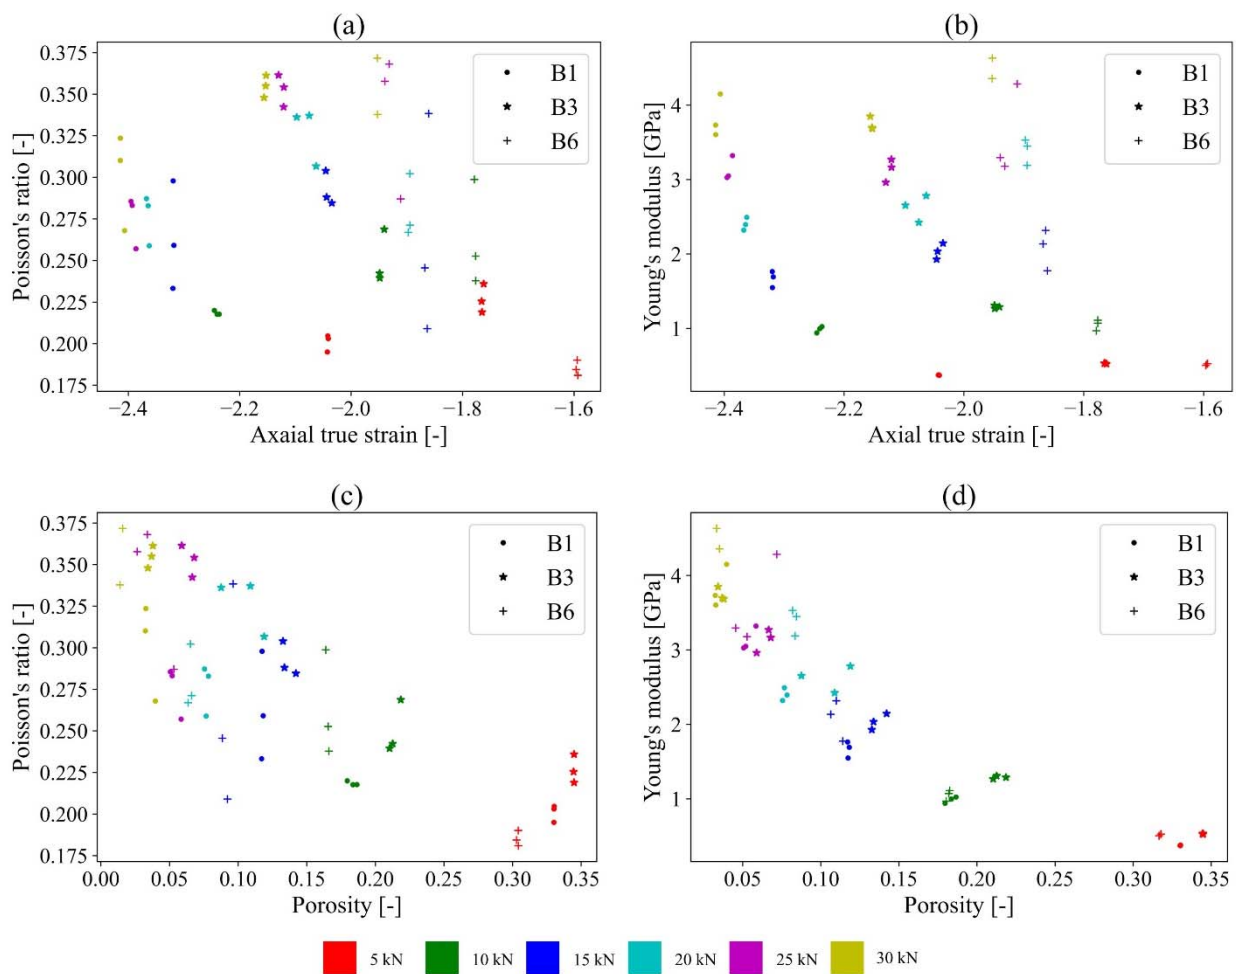 (a)
0.375
0.350
0.325
0.300
0.275
0.250
0.225
0.200
0.175
Poisson's ratio [-]
B1
B3
B6
−2.4 −2.2 −2.0 −1.8 −1.6
Axaial true strain [-]
(b)
4
3
2
1
Young's modulus [GPa]
B1
B3
B6
−2.4 −2.2 −2.0 −1.8 −1.6
Axial true strain [-]
(c)
0.375
0.350
0.325
0.300
0.275
0.250
0.225
0.200
0.175
Poisson's ratio [-]
B1
B3
B6
0.00 0.05 0.10 0.15 0.20 0.25 0.30 0.35
Porosity [-]
(d)
4
3
2
1
Young's modulus [GPa]
B1
B3
B6
0.05 0.10 0.15 0.20 0.25 0.30 0.35
Porosity [-]
5 kN 10 kN 15 kN 20 kN 25 kN 30 kN